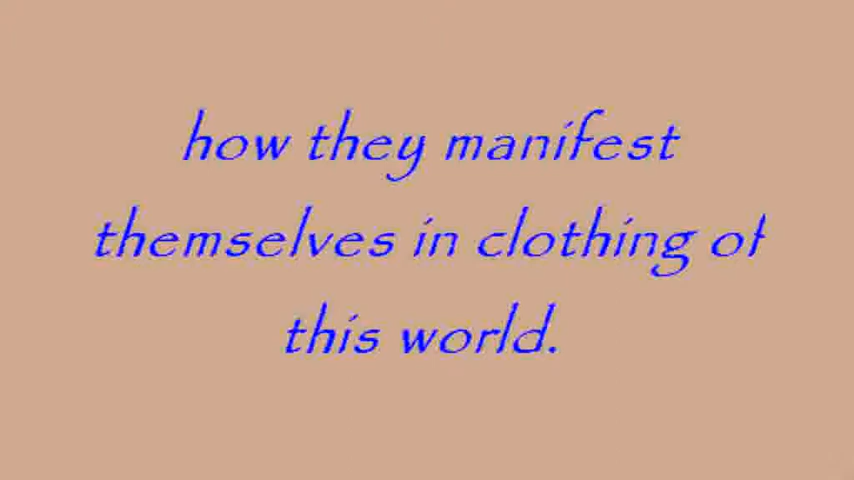 how they manifest
themselves in clothing of
this world.